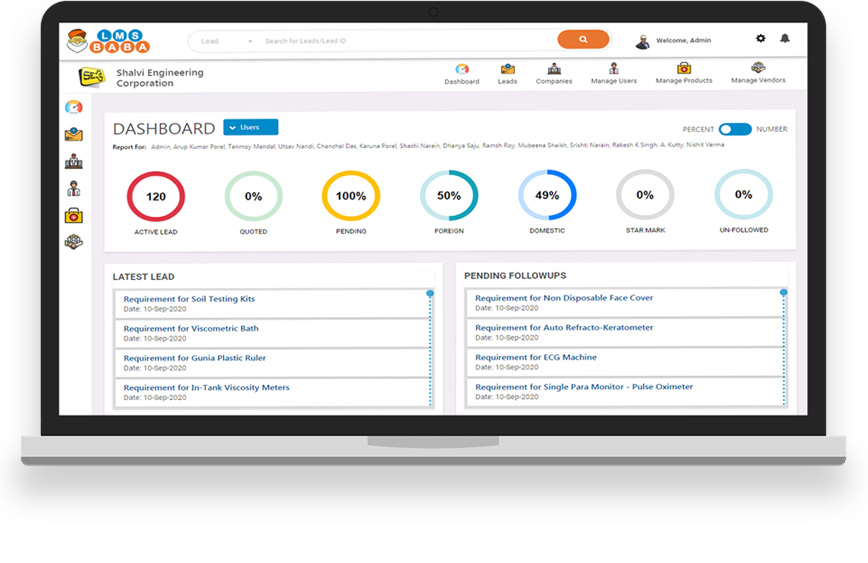 LMS
BABA
Lead
Search for Leads/Lead ID
Welcome, Admin
SEC
Shalvi Engineering
Corporation
Dashboard
Leads
Companies
Manage Users
Manage Products
Manage Vendors
DASHBOARD
Users
PERCENT
NUMBER
Report For: Admin, Arup Kumar Porel, Tanmoy Mandal, Utsav Nandi, Chanchal Das, Karuna Porel, Shashi Narain, Dhanya Saju, Ramsh Roy, Mubeena Shaikh, Srishti Narain, Rakesh K Singh, A. Kutty, Nishit Verma
120
0%
100%
50%
49%
0%
0%
ACTIVE LEAD
QUOTED
PENDING
FOREIGN
DOMESTIC
STAR MARK
UN-FOLLOWED
LATEST LEAD
Requirement for Soil Testing Kits
Date: 10-Sep-2020
Requirement for Viscometric Bath
Date: 10-Sep-2020
Requirement for Gunia Plastic Ruler
Date: 10-Sep-2020
Requirement for In-Tank Viscosity Meters
Date: 10-Sep-2020
PENDING FOLLOWUPS
Requirement for Non Disposable Face Cover
Date: 10-Sep-2020
Requirement for Auto Refracto-Keratometer
Date: 10-Sep-2020
Requirement for ECG Machine
Date: 10-Sep-2020
Requirement for Single Para Monitor - Pulse Oximeter
Date: 10-Sep-2020